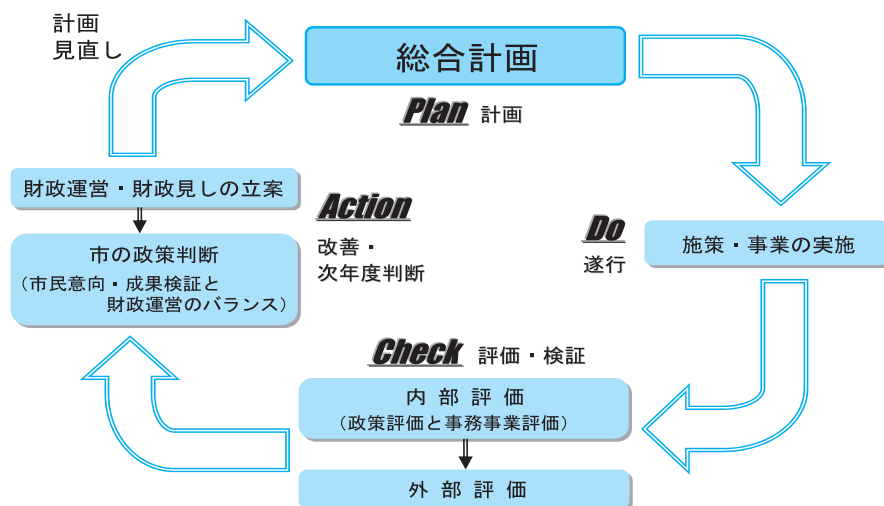 計画
見直し
総合計画
Plan 計画
財政運営・財政見しの立案
Action
改善・
次年度判断
市の政策判断
（市民意向・成果検証と
財政運営のバランス）
Do
遂行
施策・事業の実施
Check 評価・検証
内部評価
（政策評価と事務事業評価）
外部評価